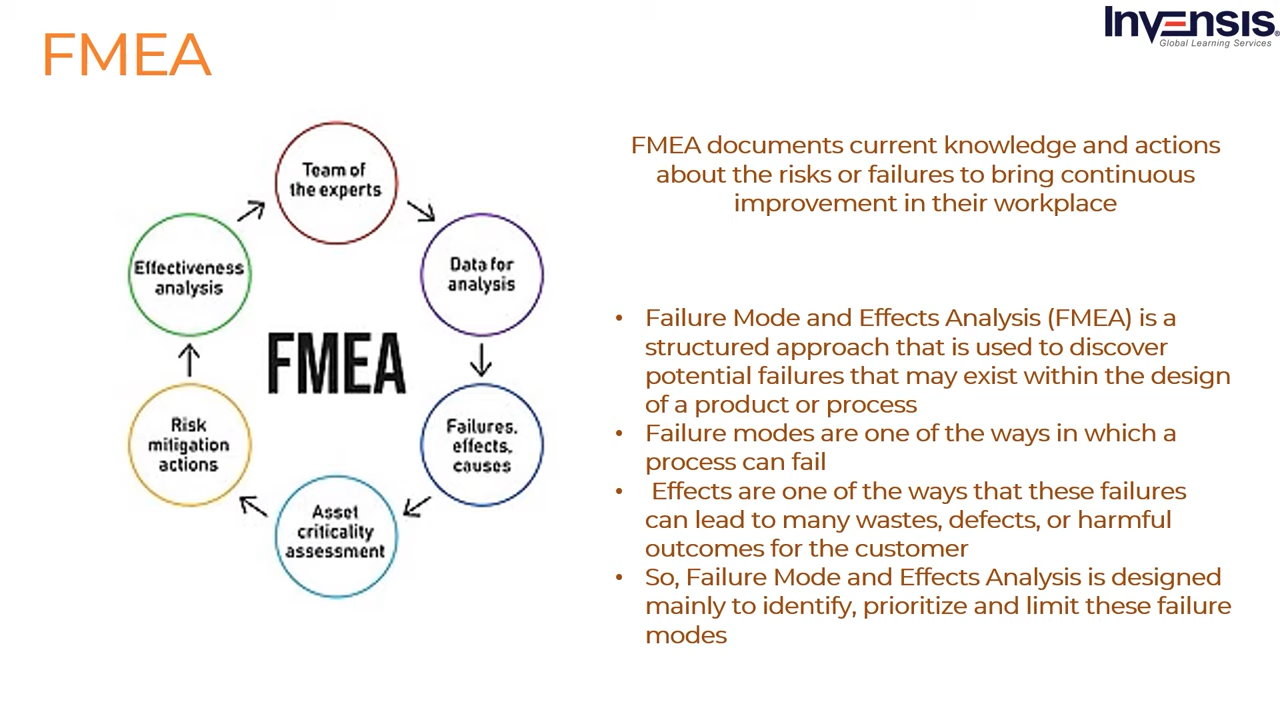 FMEA
Invensis
Global Learning Services
Team of
the experts
Data for
analysis
Failures,
effects,
causes
Asset
criticality
assessment
Risk
mitigation
actions
Effectiveness
analysis
FMEA
FMEA documents current knowledge and actions
about the risks or failures to bring continuous
improvement in their workplace
• Failure Mode and Effects Analysis (FMEA) is a
structured approach that is used to discover
potential failures that may exist within the design
of a product or process
• Failure modes are one of the ways in which a
process can fail
• Effects are one of the ways that these failures
can lead to many wastes, defects, or harmful
outcomes for the customer
• So, Failure Mode and Effects Analysis is designed
mainly to identify, prioritize and limit these failure
modes